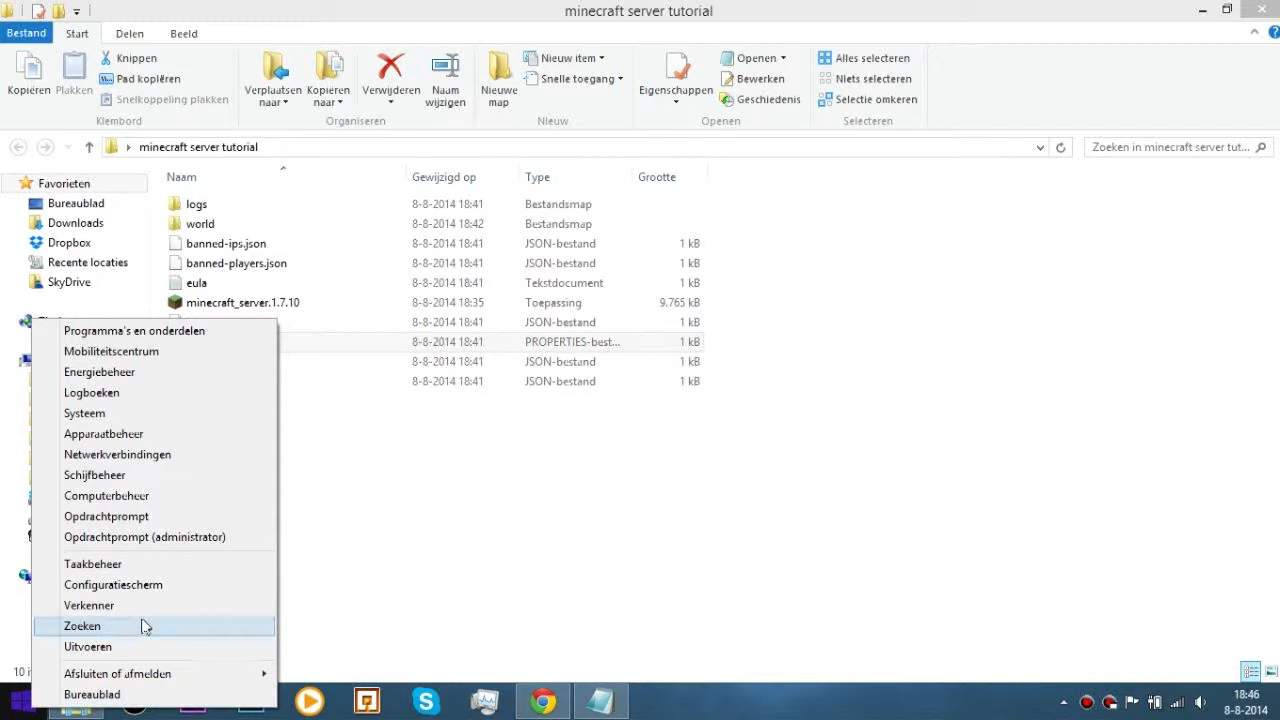 minecraft server tutorial
Bestand
Start
Delen
Beeld
Kopiëren
Plakken
Knippen
Pad kopiëren
Snelkoppeling plakken
Klembord
Verplaatsen naar
Kopiëren naar
Verwijderen
Naam wijzigen
Organiseren
Nieuwe map
Nieuw item
Snelle toegang
Nieuw
Eigenschappen
Openen
Bewerken
Geschiedenis
Openen
Alles selecteren
Niets selecteren
Selectie omkeren
Selecteren
minecraft server tutorial
Zoeken in minecraft server tut...
Favorieten
Bureaublad
Downloads
Dropbox
Recente locaties
SkyDrive
Naam Gewijzigd op Type Grootte
logs 8-8-2014 18:41 Bestandsmap
world 8-8-2014 18:42 Bestandsmap
banned-ips.json 8-8-2014 18:41 JSON-bestand 1 kB
banned-players.json 8-8-2014 18:41 JSON-bestand 1 kB
eula 8-8-2014 18:41 Tekstdocument 1 kB
minecraft_server.1.7.10 8-8-2014 18:35 Toepassing 9.765 kB
8-8-2014 18:41 JSON-bestand 1 kB
8-8-2014 18:41 PROPERTIES-best... 1 kB
8-8-2014 18:41 JSON-bestand 1 kB
8-8-2014 18:41 JSON-bestand 1 kB
Programma's en onderdelen
Mobiliteitscentrum
Energiebeheer
Logboeken
Systeem
Apparaatbeheer
Netwerkverbindingen
Schijfbeheer
Computerbeheer
Opdrachtprompt
Opdrachtprompt (administrator)
Taakbeheer
Configuratiescherm
Verkenner
Zoeken
Uitvoeren
Afsluiten of afmelden
Bureaublad
18:46
8-8-2014